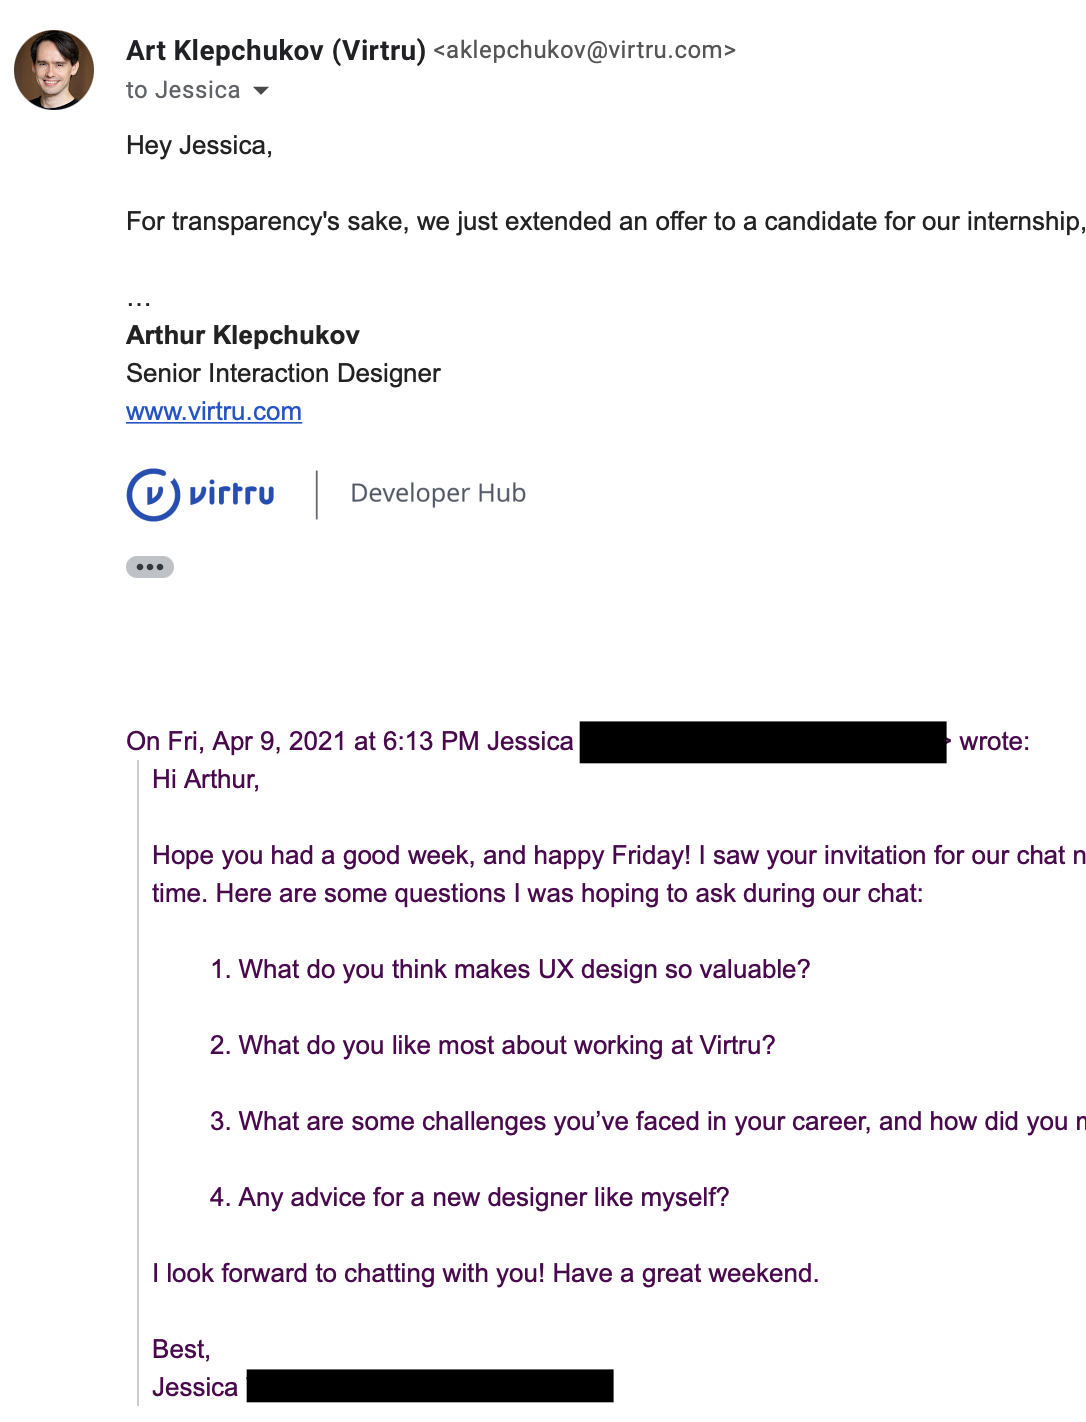 Art Klepchukov (Virtru) <aklepchukov@virtru.com>
to Jessica
Hey Jessica,
For transparency's sake, we just extended an offer to a candidate for our internship,
...
Arthur Klepchukov
Senior Interaction Designer
www.virtru.com
virtru | Developer Hub
On Fri, Apr 9, 2021 at 6:13 PM Jessica > wrote:
Hi Arthur,
Hope you had a good week, and happy Friday! I saw your invitation for our chat
time. Here are some questions I was hoping to ask during our chat:
1. What do you think makes UX design so valuable?
2. What do you like most about working at Virtru?
3. What are some challenges you’ve faced in your career, and how did you
4. Any advice for a new designer like myself?
I look forward to chatting with you! Have a great weekend.
Best,
Jessica